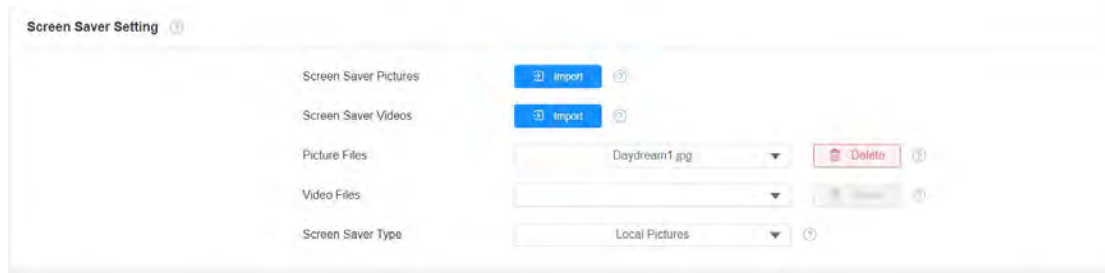 Screen Saver Setting
Screen Saver Pictures Import
Screen Saver Videos Import
Picture Files Daydream1.jpg Delete
Video Files
Screen Saver Type Local Pictures